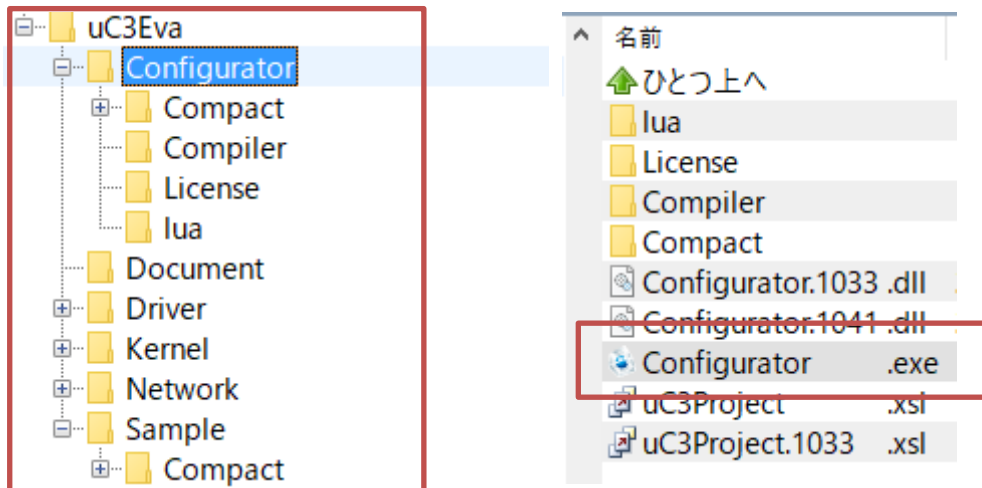 uC3Eva
Configurator
Compact
Compiler
License
lua
Document
Driver
Kernel
Network
Sample
Compact
名前
ひとつ上へ
lua
License
Compiler
Compact
Configurator.1033 .dll
Configurator.1041 .dll
Configurator .exe
uC3Project .xsl
uC3Project.1033 .xsl